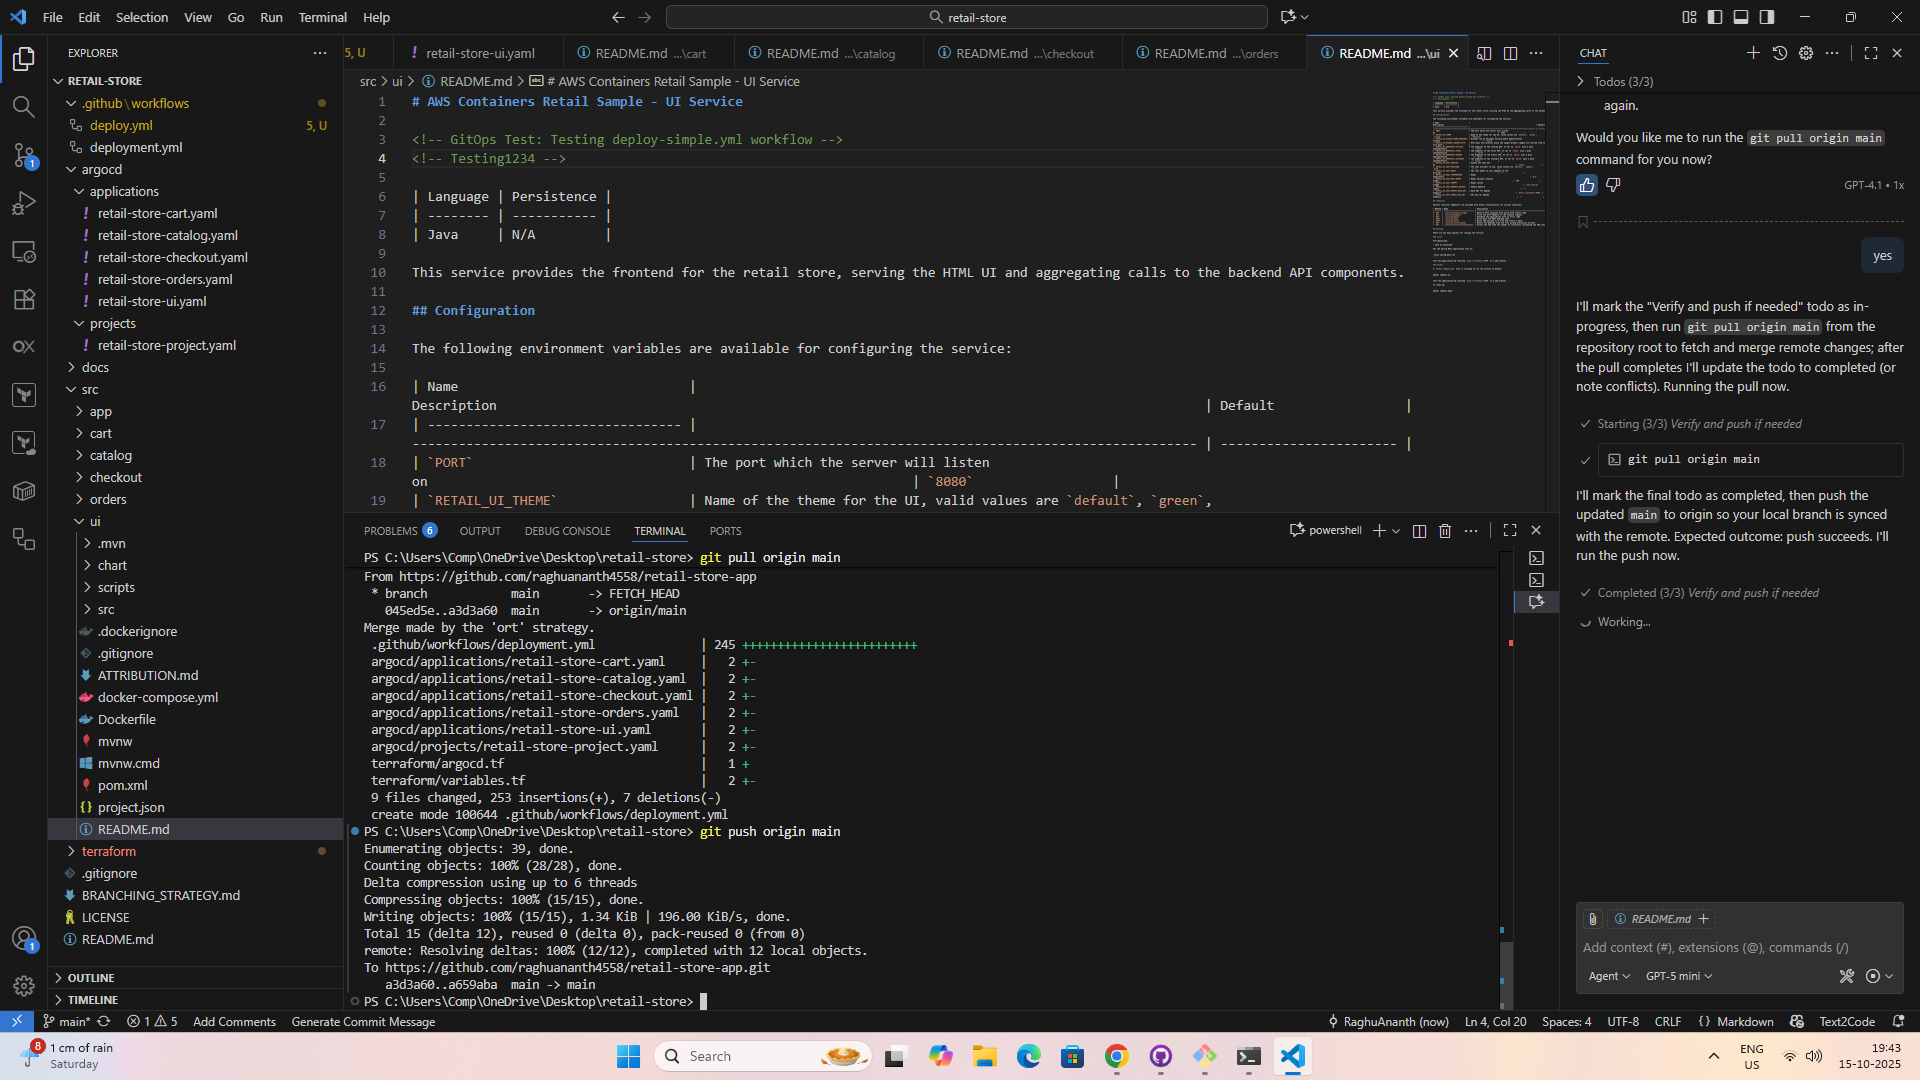 File Edit Selection View Go Run Terminal Help
retail-store
EXPLORER
RETAIL-STORE
.github\workflows
deploy.yml 5, U
deployment.yml
argocd
applications
retail-store-cart.yaml
retail-store-catalog.yaml
retail-store-checkout.yaml
retail-store-orders.yaml
retail-store-ui.yaml
projects
retail-store-project.yaml
docs
src
app
cart
catalog
checkout
orders
ui
.mvn
chart
scripts
src
.dockerignore
.gitignore
ATTRIBUTION.md
docker-compose.yml
Dockerfile
mvnw
mvnw.cmd
pom.xml
project.json
README.md
terraform
.gitignore
BRANCHING_STRATEGY.md
LICENSE
README.md
OUTLINE
TIMELINE
5, U ! retail-store-ui.yaml README.md ...\cart README.md ...\catalog README.md ...\checkout README.md ...\orders README.md ...\ui
src > ui > README.md > # AWS Containers Retail Sample - UI Service
1 # AWS Containers Retail Sample - UI Service
2
3 <!-- GitOps Test: Testing deploy-simple.yml workflow -->
4 <!-- Testing1234 -->
5
6 | Language | Persistence |
7 | -------- | ----------- |
8 | Java | N/A |
9
10 This service provides the frontend for the retail store, serving the HTML UI and aggregating calls to the backend API components.
11
12 ## Configuration
13
14 The following environment variables are available for configuring the service:
15
16 | Name |
Description | Default |
17 | --------------------------------- |
------------------------------------------------------------------------------------------------------- | ----------------------- |
18 | `PORT` | The port which the server will listen
on | `8080` |
19 | `RETAIL_UI_THEME` | Name of the theme for the UI, valid values are `default`, `green`,
PROBLEMS 6 OUTPUT DEBUG CONSOLE TERMINAL PORTS
powershell
PS C:\Users\Comp\OneDrive\Desktop\retail-store> git pull origin main
From https://github.com/raghuananth4558/retail-store-app
* branch main -> FETCH_HEAD
045ed5e..a3d3a60 main -> origin/main
Merge made by the 'ort' strategy.
.github/workflows/deployment.yml | 245 +++++++++++++++++++++++++
argocd/applications/retail-store-cart.yaml | 2 +-
argocd/applications/retail-store-catalog.yaml | 2 +-
argocd/applications/retail-store-checkout.yaml | 2 +-
argocd/applications/retail-store-orders.yaml | 2 +-
argocd/applications/retail-store-ui.yaml | 2 +-
argocd/projects/retail-store-project.yaml | 2 +-
terraform/argocd.tf | 1 +
terraform/variables.tf | 2 +-
9 files changed, 253 insertions(+), 7 deletions(-)
create mode 100644 .github/workflows/deployment.yml
PS C:\Users\Comp\OneDrive\Desktop\retail-store> git push origin main
Enumerating objects: 39, done.
Counting objects: 100% (28/28), done.
Delta compression using up to 6 threads
Compressing objects: 100% (15/15), done.
Writing objects: 100% (15/15), 1.34 KiB | 196.00 KiB/s, done.
Total 15 (delta 12), reused 0 (delta 0), pack-reused 0 (from 0)
remote: Resolving deltas: 100% (12/12), completed with 12 local objects.
To https://github.com/raghuananth4558/retail-store-app.git
a3d3a60..a659aba main -> main
PS C:\Users\Comp\OneDrive\Desktop\retail-store>
CHAT
Todos (3/3)
again.
Would you like me to run the git pull origin main
command for you now?
GPT-4.1 • 1x
yes
I'll mark the "Verify and push if needed" todo as in-
progress, then run git pull origin main from the
repository root to fetch and merge remote changes; after
the pull completes I'll update the todo to completed (or
note conflicts). Running the pull now.
Starting (3/3) Verify and push if needed
git pull origin main
I'll mark the final todo as completed, then push the
updated main to origin so your local branch is synced
with the remote. Expected outcome: push succeeds. I'll
run the push now.
Completed (3/3) Verify and push if needed
Working...
README.md +
Add context (#), extensions (@), commands (/)
Agent GPT-5 mini
main* 1 5 Add Comments Generate Commit Message
RaghuAnanth (now) Ln 4, Col 20 Spaces: 4 UTF-8 CRLF {} Markdown Text2Code
8
1 cm of rain
Saturday
Search
ENG
US
19:43
15-10-2025